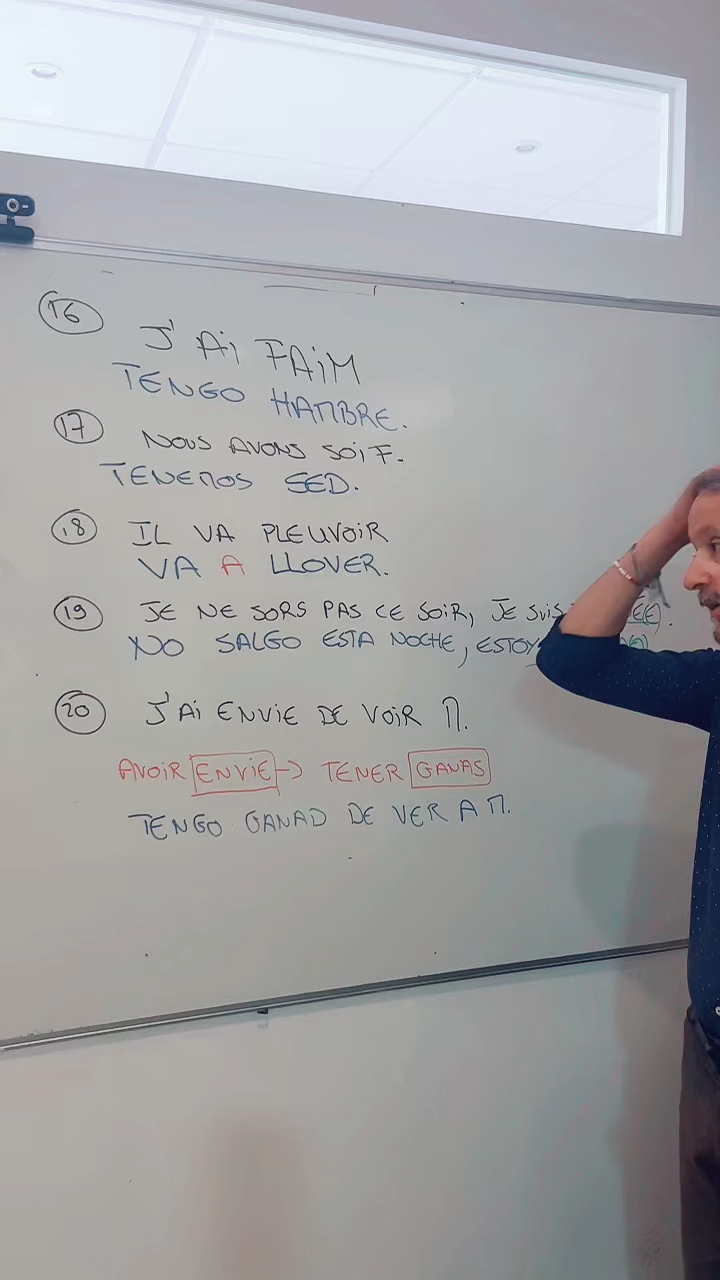 16
J'Ai FAiM
TENGO HAMBRE.
17
NOUS AVONS SOiF.
TENEMOS SED.
18
IL VA PLEUVOiR
VA A LLOVER.
19
JE NE SORS PAS CE SOiR, JE SUiS
NO SALGO ESTA NOCHE, ESTOY
20
J'Ai ENViE DE VOiR M.
AVOiR ENViE → TENER GANAS
TENGO GANAD DE VER A M.